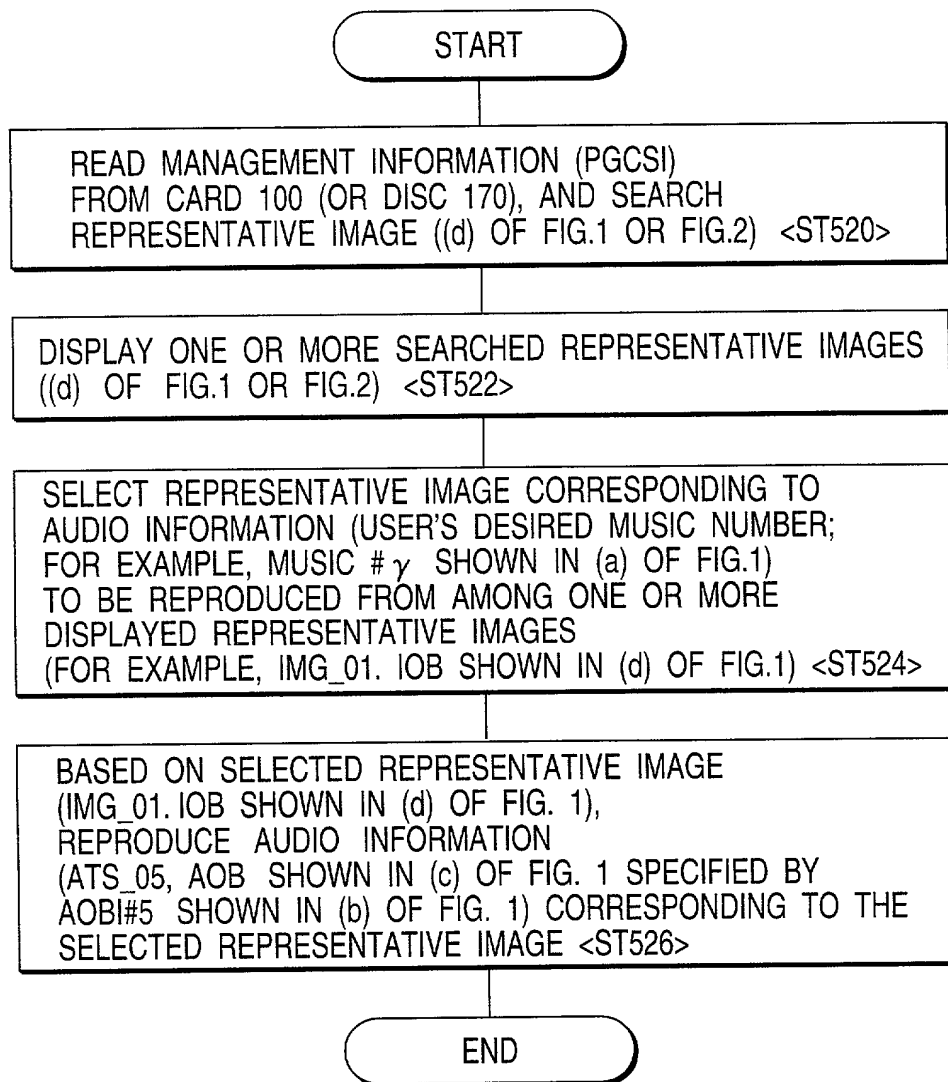 START
READ MANAGEMENT INFORMATION (PGCSI)
FROM CARD 100 (OR DISC 170), AND SEARCH
REPRESENTATIVE IMAGE ((d) OF FIG.1 OR FIG.2) <ST520>
DISPLAY ONE OR MORE SEARCHED REPRESENTATIVE IMAGES
((d) OF FIG.1 OR FIG.2) <ST522>
SELECT REPRESENTATIVE IMAGE CORRESPONDING TO
AUDIO INFORMATION (USER'S DESIRED MUSIC NUMBER;
FOR EXAMPLE, MUSIC # γ SHOWN IN (a) OF FIG.1)
TO BE REPRODUCED FROM AMONG ONE OR MORE
DISPLAYED REPRESENTATIVE IMAGES
(FOR EXAMPLE, IMG_01. IOB SHOWN IN (d) OF FIG.1) <ST524>
BASED ON SELECTED REPRESENTATIVE IMAGE
(IMG_01. IOB SHOWN IN (d) OF FIG. 1),
REPRODUCE AUDIO INFORMATION
(ATS_05, AOB SHOWN IN (c) OF FIG. 1 SPECIFIED BY
AOBI#5 SHOWN IN (b) OF FIG. 1) CORRESPONDING TO THE
SELECTED REPRESENTATIVE IMAGE <ST526>
END